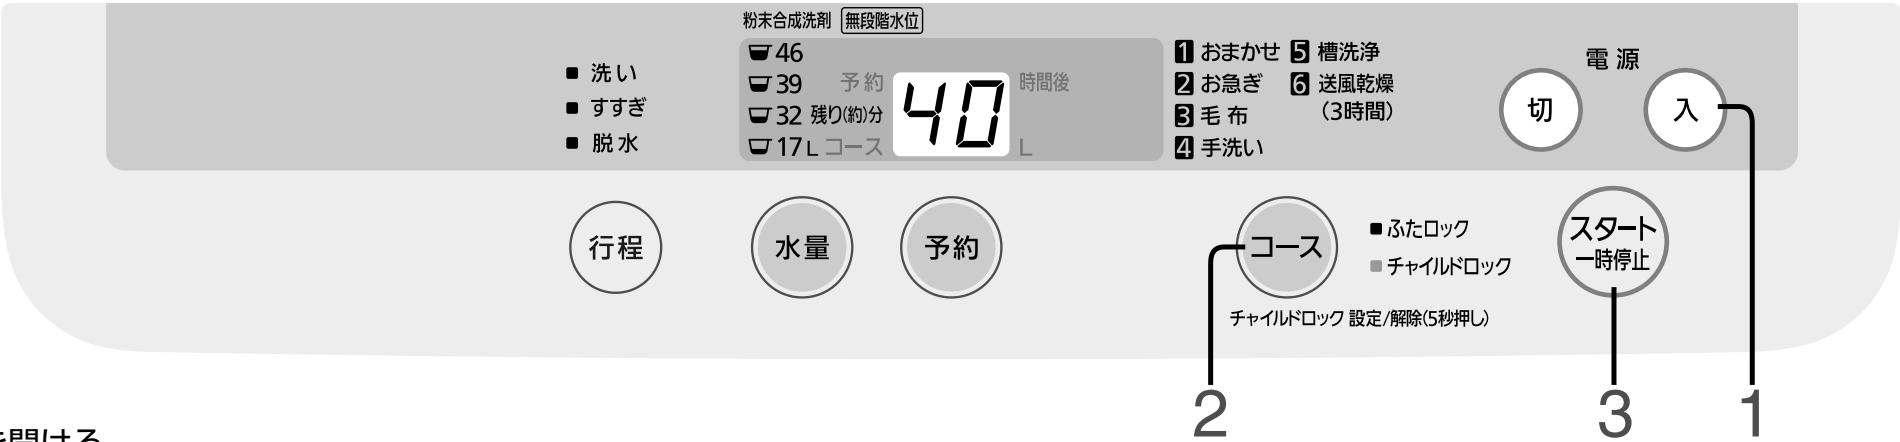 粉末合成洗剤 無段階水位
洗い
すすぎ
脱水
46
39 予約
32 残り(約)分
17L コース
40
時間後
L
1 おまかせ
2 お急ぎ
3 毛布
4 手洗い
5 槽洗浄
6 送風乾燥
(3時間)
電源
切 入
行程
水量
予約
コース
ふたロック
チャイルドロック
チャイルドロック 設定/解除(5秒押し)
スタート
一時停止
2 3 1
を開ける